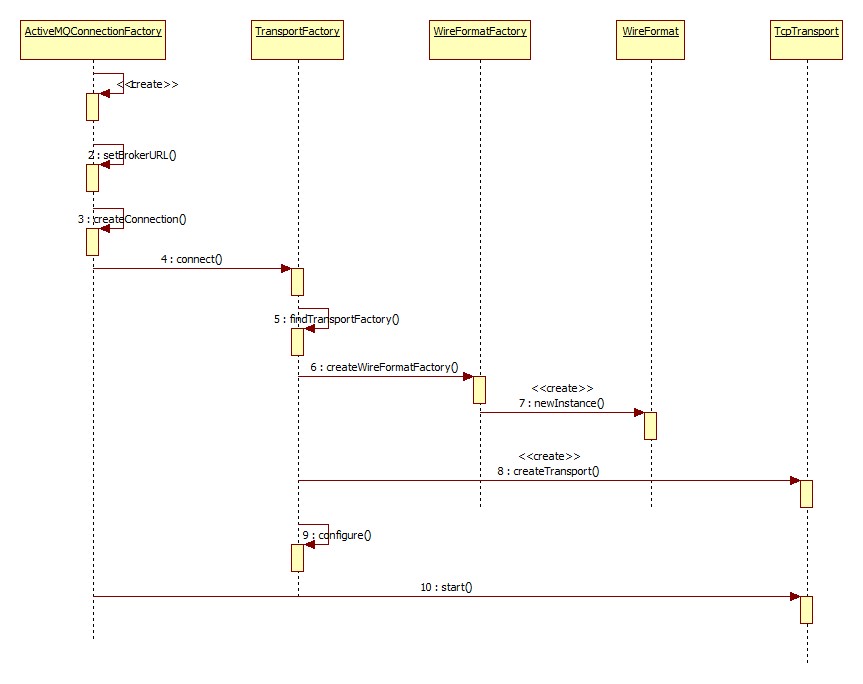 ActiveMQConnectionFactory
TransportFactory
WireFormatFactory
WireFormat
TcpTransport
<<create>>
2 : setBrokerURL()
3 : createConnection()
4 : connect()
5 : findTransportFactory()
6 : createWireFormatFactory()
<<create>>
7 : newInstance()
<<create>>
8 : createTransport()
9 : configure()
10 : start()